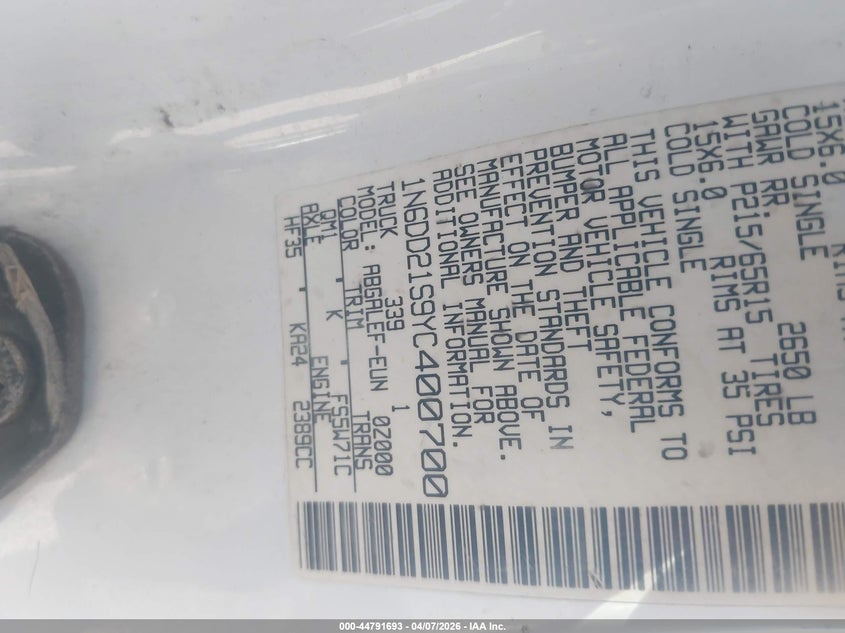 15X6.0
COLD SINGLE
GAWR RR. 2650 LB
WITH P215/65R15 TIRES
15X6.0 RIMS AT 35 PSI
COLD SINGLE
THIS VEHICLE CONFORMS TO
ALL APPLICABLE FEDERAL
MOTOR VEHICLE SAFETY,
BUMPER AND THEFT
PREVENTION STANDARDS IN
EFFECT ON THE DATE OF
MANUFACTURE SHOWN ABOVE.
SEE OWNERS MANUAL FOR
ADDITIONAL INFORMATION.
1N6DD21S9YC400700
TRUCK 339 1
MODEL: ABGALEF-EUN 0Z000
COLOR TRIM TRANS
QM1 K FS5W71C
AXLE ENGINE
HF35 KA24 2389CC
000-44791693 - 04/07/2026 - IAA Inc.